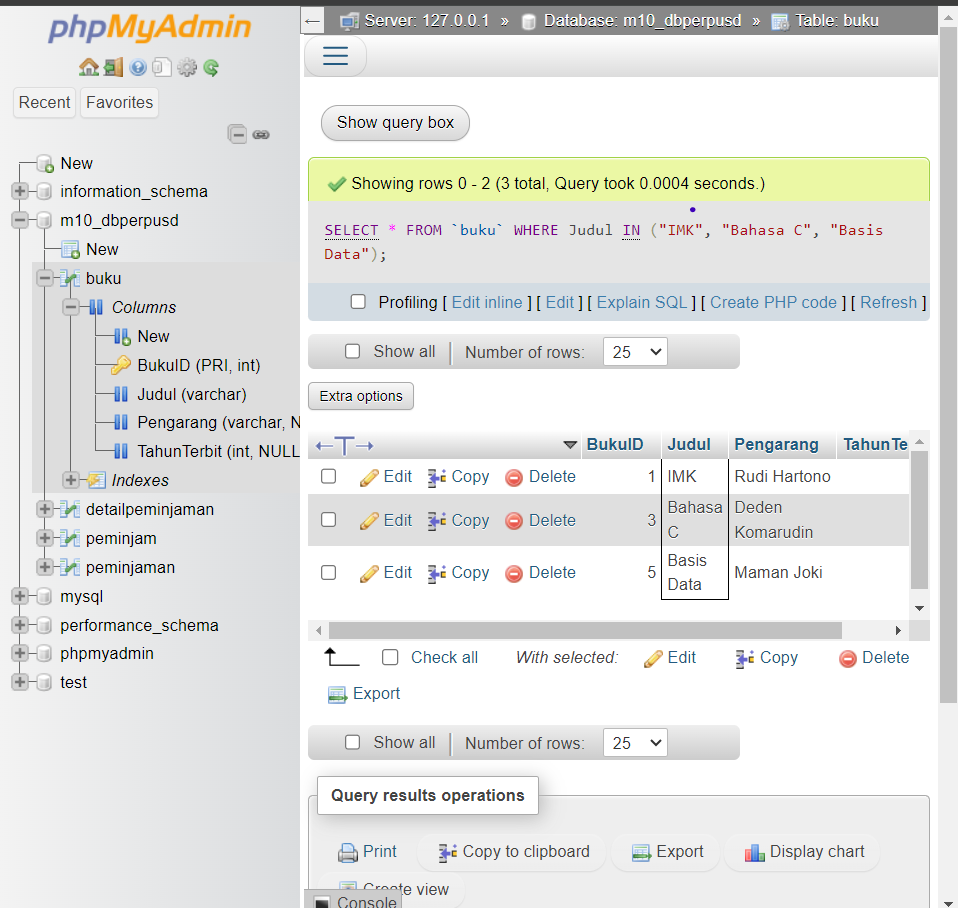 phpMyAdmin
Recent
Favorites
New
information_schema
m10_dbperpusd
New
buku
Columns
New
BukuID (PRI, int)
Judul (varchar)
Pengarang (varchar, N
TahunTerbit (int, NULL
Indexes
detailpeminjaman
peminjam
peminjaman
mysql
performance_schema
phpmyadmin
test
Server: 127.0.0.1 » Database: m10_dbperpusd » Table: buku
Show query box
Showing rows 0 - 2 (3 total, Query took 0.0004 seconds.)
SELECT * FROM `buku` WHERE Judul IN ("IMK", "Bahasa C", "Basis
Data");
Profiling [ Edit inline ] [ Edit ] [ Explain SQL ] [ Create PHP code ] [ Refresh ]
Show all | Number of rows: 25
Extra options
←T→ BukuID Judul Pengarang TahunTe
Edit Copy Delete 1 IMK Rudi Hartono
Edit Copy Delete 3 Bahasa C Deden Komarudin
Edit Copy Delete 5 Basis Data Maman Joki
Check all With selected: Edit Copy Delete
Export
Show all | Number of rows: 25
Query results operations
Print Copy to clipboard Export Display chart
Create view
Console